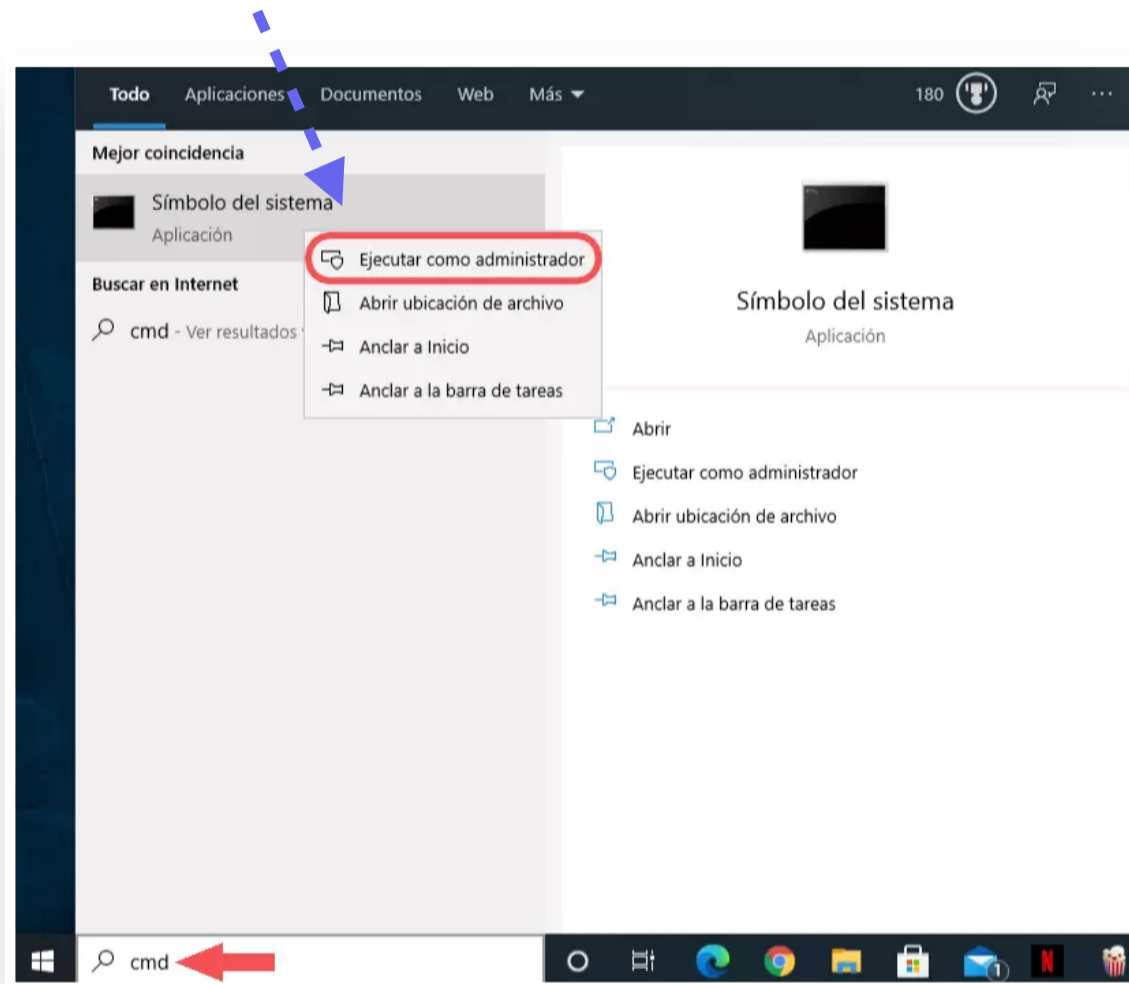 Todo Aplicaciones Documentos Web Más 180
Mejor coincidencia
Símbolo del sistema
Aplicación
Buscar en Internet
cmd - Ver resultados
Ejecutar como administrador
Abrir ubicación de archivo
Anclar a Inicio
Anclar a la barra de tareas
Símbolo del sistema
Aplicación
Abrir
Ejecutar como administrador
Abrir ubicación de archivo
Anclar a Inicio
Anclar a la barra de tareas
cmd
N
1